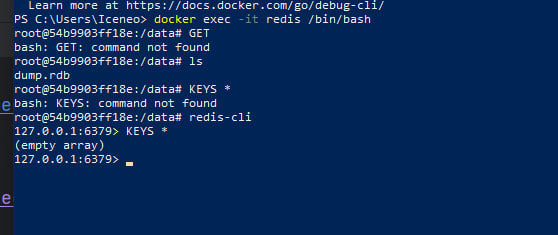 Learn more at https://docs.docker.com/go/debug-cli/
PS C:\Users\Iceneo> docker exec -it redis /bin/bash
root@54b9903ff18e:/data# GET
bash: GET: command not found
root@54b9903ff18e:/data# ls
dump.rdb
root@54b9903ff18e:/data# KEYS *
bash: KEYS: command not found
e
root@54b9903ff18e:/data# redis-cli
127.0.0.1:6379> KEYS *
(empty array)
127.0.0.1:6379>
e